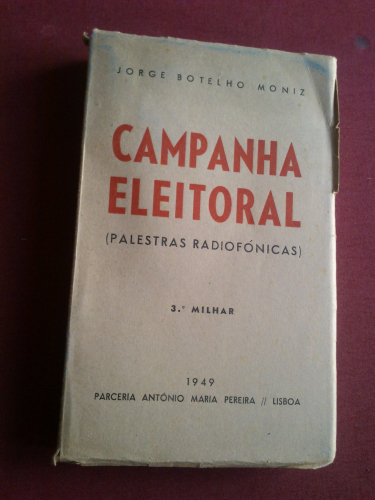 JORGE BOTELHO MONIZ
CAMPANHA
ELEITORAL
(PALESTRAS RADIOFÓNICAS)
3.º MILHAR
1949
PARCERIA ANTÓNIO MARIA PEREIRA // LISBOA